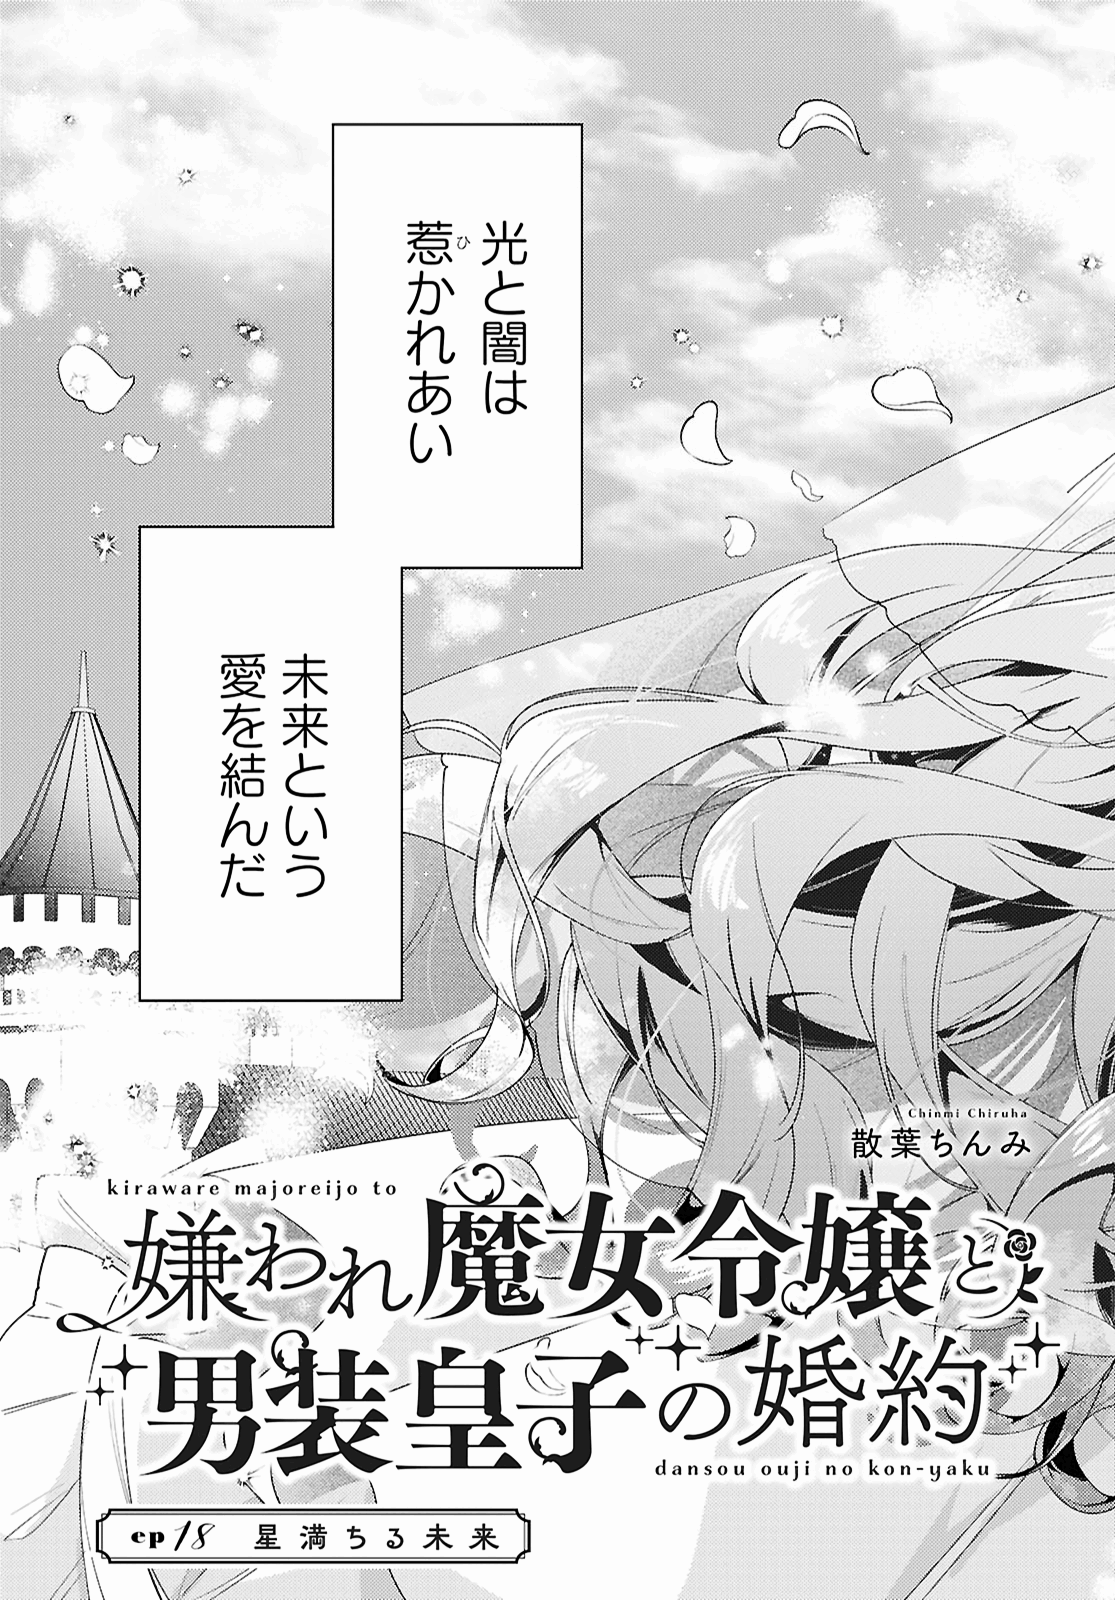 光と闇は
惹かれあい
ひ
未来という
愛を結んだ
Chinmi Chiruha
散葉ちんみ
kiraware majoreijo to
嫌われ魔女令嬢と
男装皇子の婚約
dansou ouji no kon-yaku
ep18 星満ちる未来